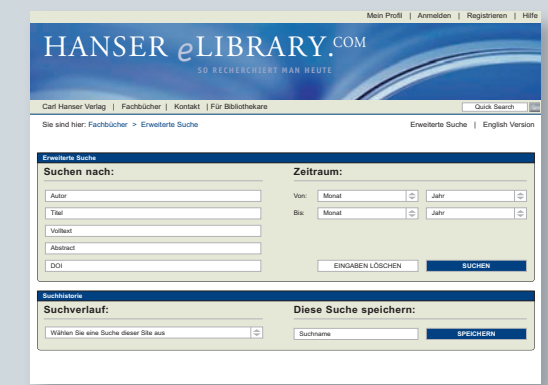 Mein Profil | Anmelden | Registrieren | Hilfe
HANSER eLIBRARY.COM
SO RECHERCHIERT MAN HEUTE
Carl Hanser Verlag | Fachbücher | Kontakt | Für Bibliothekare
Quick Search
Sie sind hier: Fachbücher > Erweiterte Suche
Erweiterte Suche | English Version
Erweiterte Suche
Suchen nach:
Zeitraum:
Autor
Von: Monat Jahr
Titel
Bis: Monat Jahr
Volltext
Abstract
DOI
EINGABEN LÖSCHEN
SUCHEN
Suchhistorie
Suchverlauf:
Diese Suche speichern:
Wählen Sie eine Suche dieser Site aus
Suchname
SPEICHERN